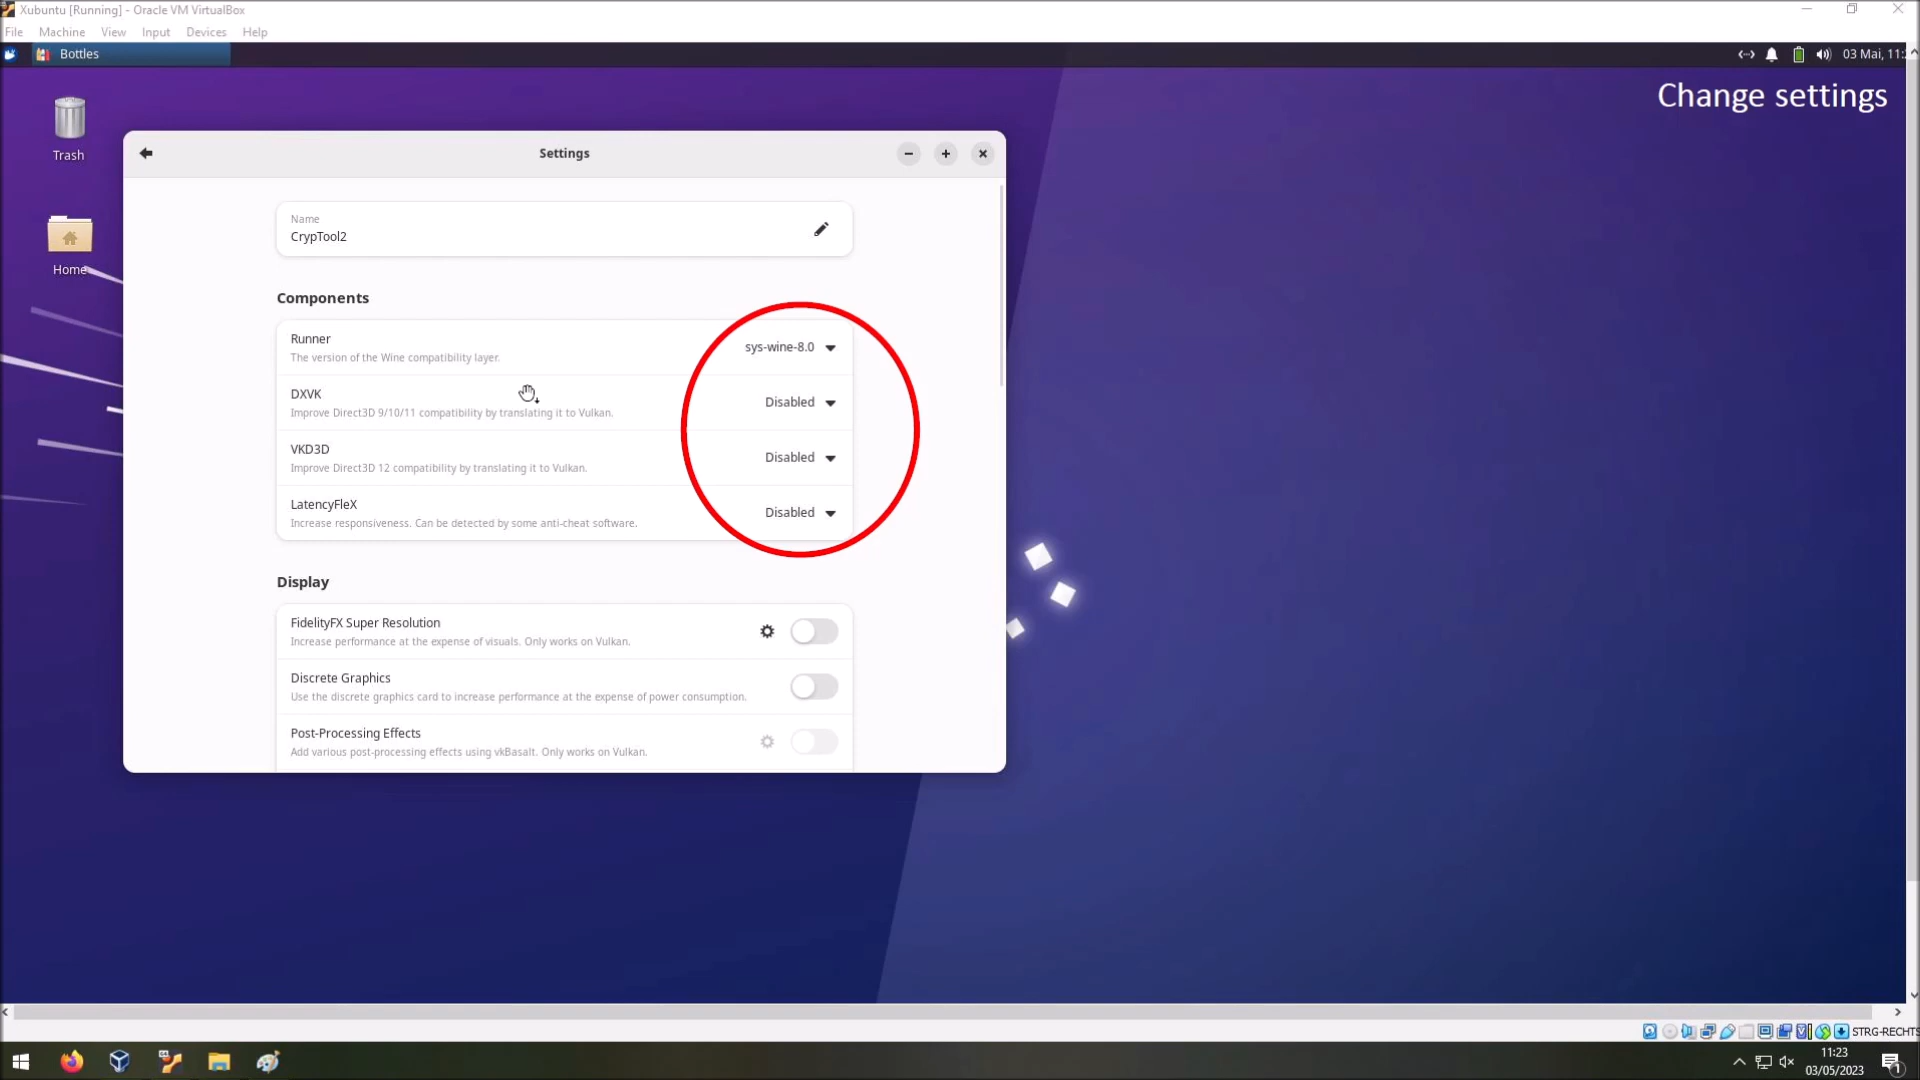 Xubuntu [Running] - Oracle VM VirtualBox
File Machine View Input Devices Help
Bottles
03 Mai, 11:
Change settings
Trash
Home
Settings
Name
CrypTool2
Components
Runner
The version of the Wine compatibility layer.
sys-wine-8.0
DXVK
Improve Direct3D 9/10/11 compatibility by translating it to Vulkan.
Disabled
VKD3D
Improve Direct3D 12 compatibility by translating it to Vulkan.
Disabled
LatencyFleX
Increase responsiveness. Can be detected by some anti-cheat software.
Disabled
Display
FidelityFX Super Resolution
Increase performance at the expense of visuals. Only works on Vulkan.
Discrete Graphics
Use the discrete graphics card to increase performance at the expense of power consumption.
Post-Processing Effects
Add various post-processing effects using vkBasalt. Only works on Vulkan.
STRG-RECHTS
11:23
03/05/2023
1